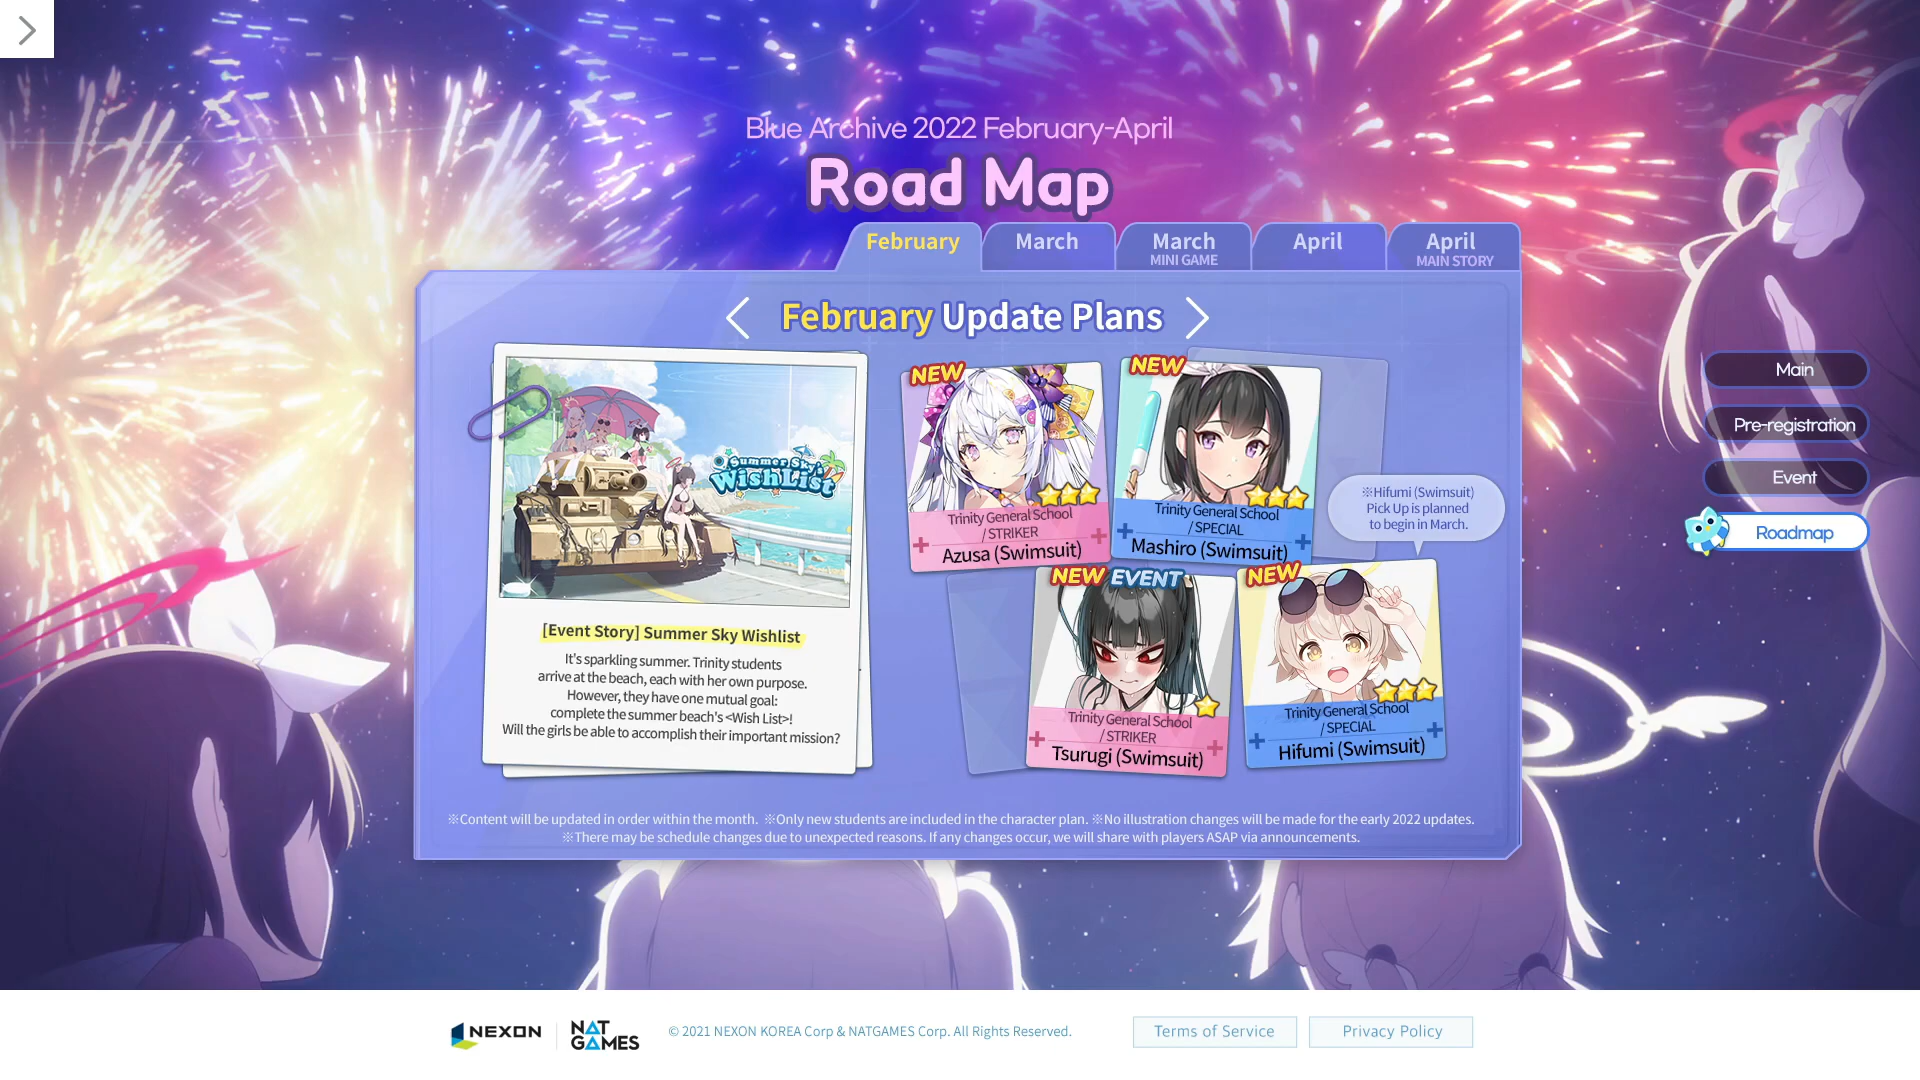 Blue Archive 2022 February-April
Road Map
February
March
March
MINI GAME
April
April
MAIN STORY
February Update Plans
Summer Sky's
WishList
[Event Story] Summer Sky Wishlist
It's sparkling summer. Trinity students
arrive at the beach, each with her own purpose.
However, they have one mutual goal:
complete the summer beach's <Wish List>!
Will the girls be able to accomplish their important mission?
NEW
Trinity General School
/ STRIKER
Azusa (Swimsuit)
NEW
Trinity General School
/ SPECIAL
Mashiro (Swimsuit)
※Hifumi (Swimsuit)
Pick Up is planned
to begin in March.
NEW EVENT
Trinity General School
/ STRIKER
Tsurugi (Swimsuit)
NEW
Trinity General School
/ SPECIAL
Hifumi (Swimsuit)
※Content will be updated in order within the month. ※Only new students are included in the character plan. ※No illustration changes will be made for the early 2022 updates.
※There may be schedule changes due to unexpected reasons. If any changes occur, we will share with players ASAP via announcements.
Main
Pre-registration
Event
Roadmap
NEXON
NAT
GAMES
© 2021 NEXON KOREA Corp & NATGAMES Corp. All Rights Reserved.
Terms of Service
Privacy Policy